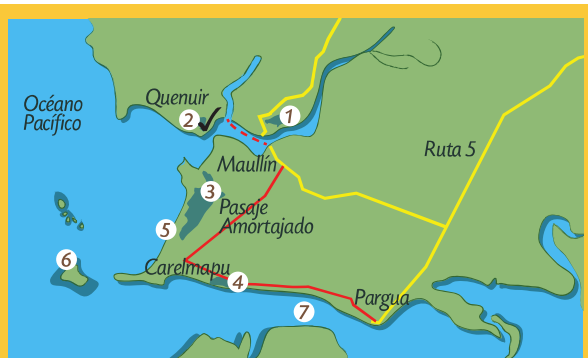 Océano
Pacífico
Quenuir
2
1
Ruta 5
Maullín
3
Pasaje
Amortajado
5
6
Carelmapu
4
7
Pargua